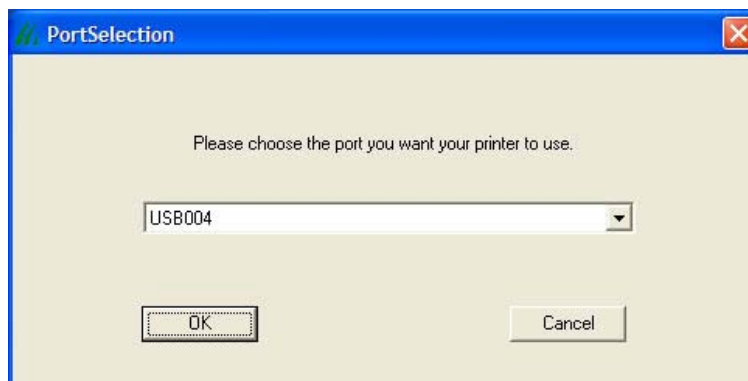 PortSelection
Please choose the port you want your printer to use.
USB004
OK
Cancel